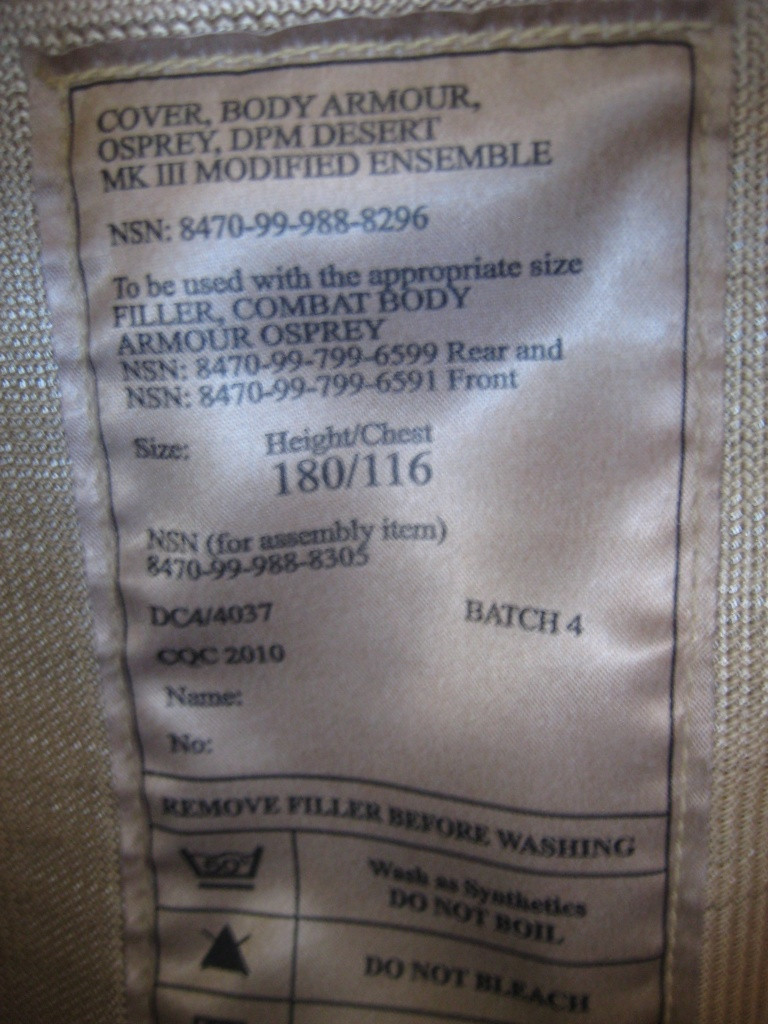 COVER, BODY ARMOUR,
OSPREY, DPM DESERT
MK III MODIFIED ENSEMBLE
NSN: 8470-99-988-8296
To be used with the appropriate size
FILLER, COMBAT BODY
ARMOUR OSPREY
NSN: 8470-99-799-6599 Rear and
NSN: 8470-99-799-6591 Front
Size: Height/Chest
180/116
NSN (for assembly item)
8470-99-988-8305
DC4/4037 BATCH 4
CQC 2010
Name:
No:
REMOVE FILLER BEFORE WASHING
Wash as Synthetics
DO NOT BOIL
DO NOT BLEACH